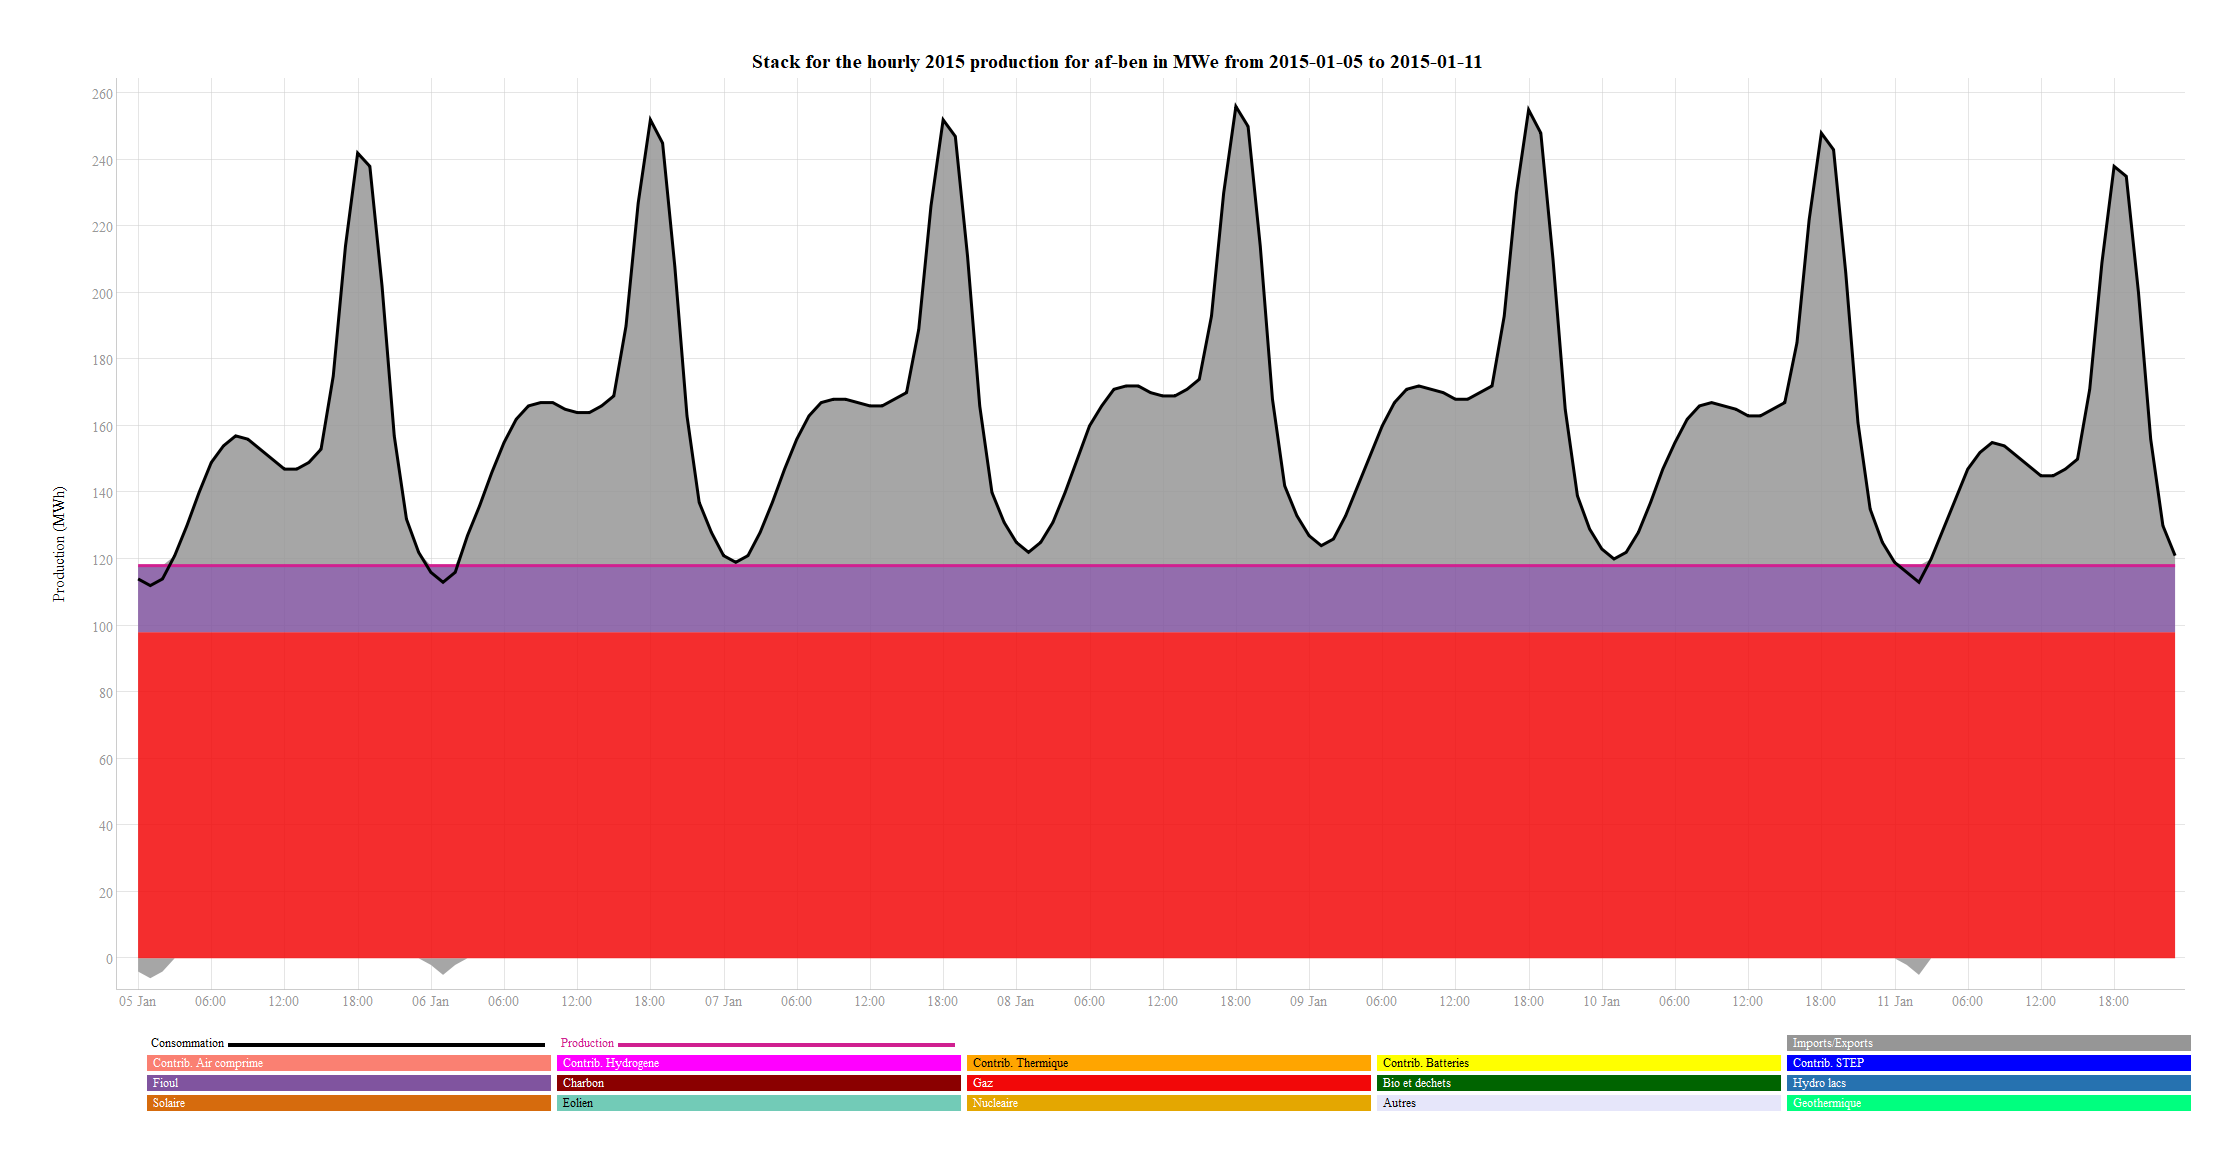 Stack for the hourly 2015 production for af-ben in MWe from 2015-01-05 to 2015-01-11
Production (MWh)
260
240
220
200
180
160
140
120
100
80
60
40
20
0
05 Jan 06:00 12:00 18:00 06 Jan 06:00 12:00 18:00 07 Jan 06:00 12:00 18:00 08 Jan 06:00 12:00 18:00 09 Jan 06:00 12:00 18:00 10 Jan 06:00 12:00 18:00 11 Jan 06:00 12:00 18:00
Consommation Production Imports/Exports
Contrib. Air comprime Contrib. Hydrogene Contrib. Thermique Contrib. Batteries Contrib. STEP
Fioul Charbon Gaz Bio et dechets Hydro lacs
Solaire Eolien Nucleaire Autres Geothermique